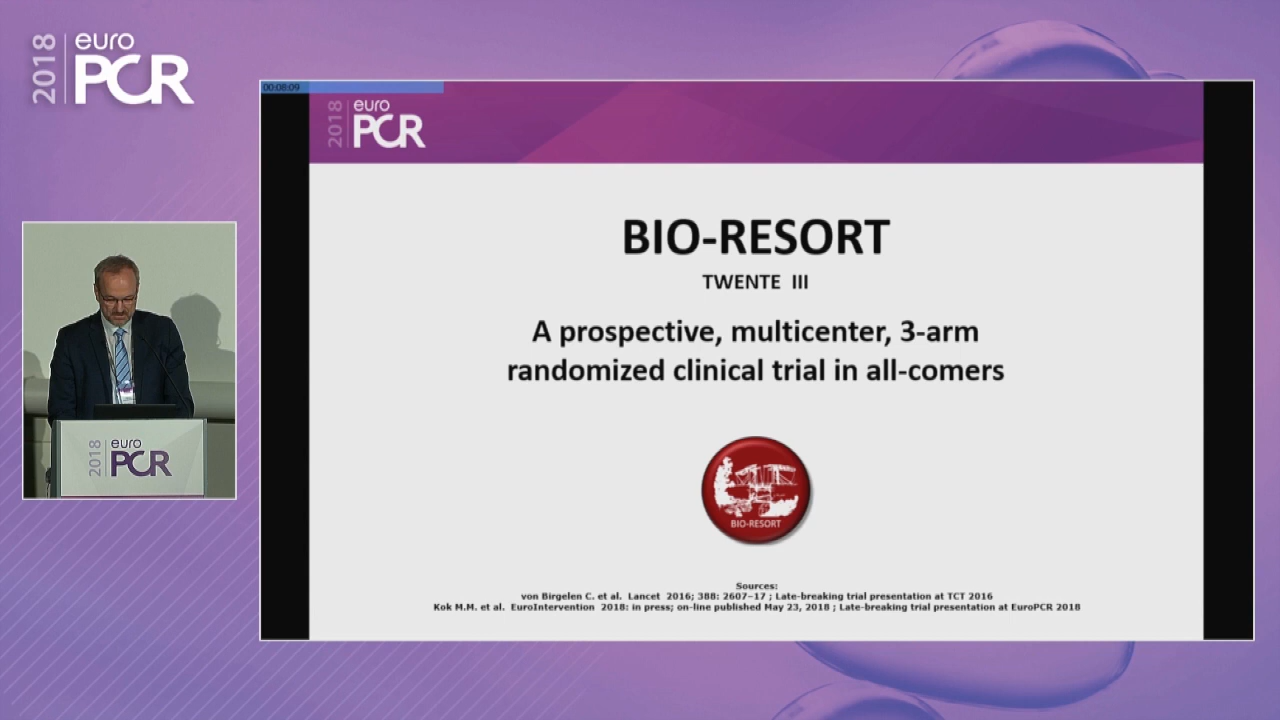 2018 euro PCR
00:08:09
2018 euro PCR
BIO-RESORT
TWENTE III
A prospective, multicenter, 3-arm
randomized clinical trial in all-comers
BIO-RESORT
Sources:
von Birgelen C. et al. Lancet 2016; 388: 2607–17 ; Late-breaking trial presentation at TCT 2016
Kok M.M. et al. EuroIntervention 2018: in press; on-line published May 23, 2018 ; Late-breaking trial presentation at EuroPCR 2018
2018 euro PCR